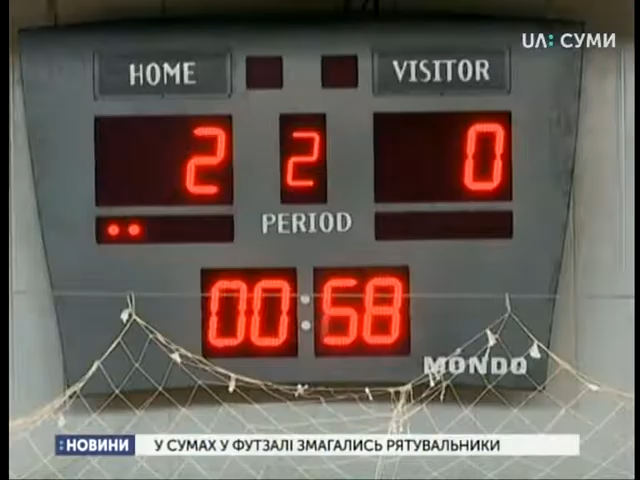 UA: СУМИ
HOME
VISITOR
2
2
0
PERIOD
00:58
MONDO
:НОВИНИ
У СУМАХ У ФУТЗАЛІ ЗМАГАЛИСЬ РЯТУВАЛЬНИКИ